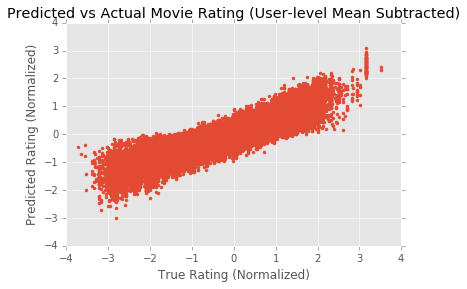 Predicted vs Actual Movie Rating (User-level Mean Subtracted)
4
3
2
1
0
−1
−2
−3
−4
Predicted Rating (Normalized)
−4 −3 −2 −1 0 1 2 3 4
True Rating (Normalized)